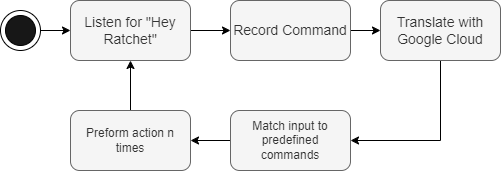 Listen for "Hey
Ratchet"
Record Command
Translate with
Google Cloud
Match input to
predefined
commands
Preform action n
times